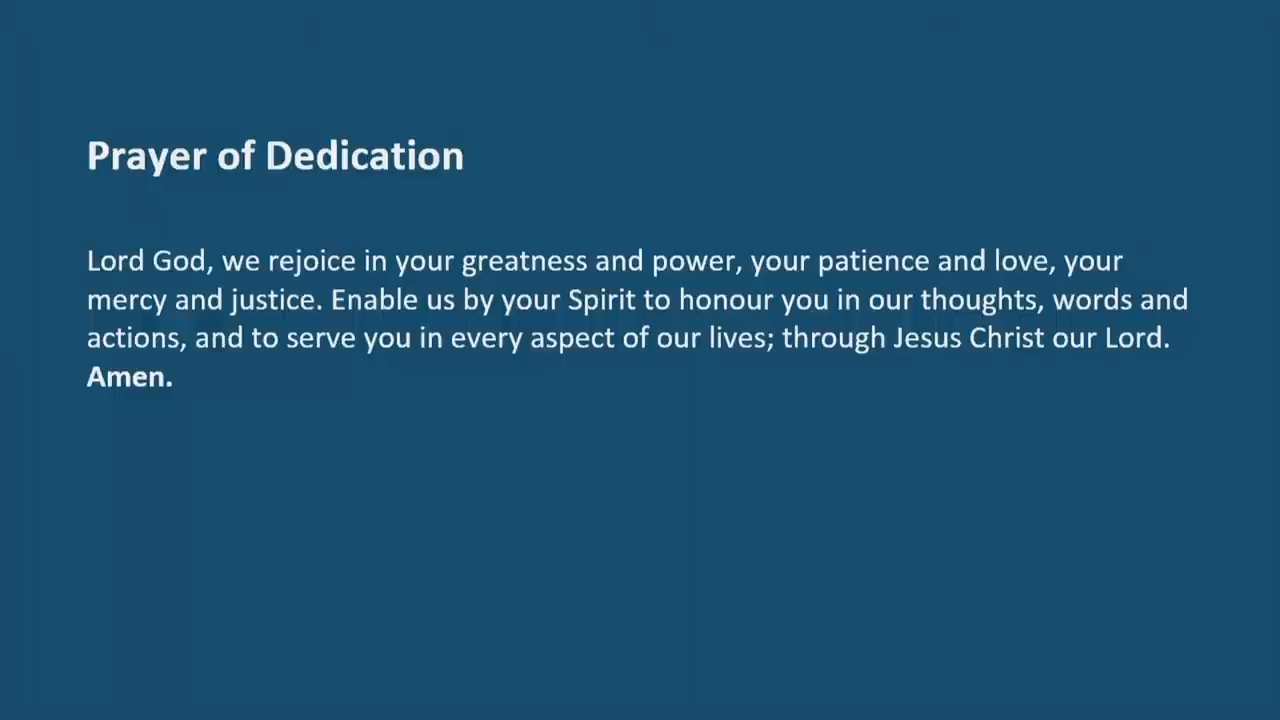 Prayer of Dedication
Lord God, we rejoice in your greatness and power, your patience and love, your
mercy and justice. Enable us by your Spirit to honour you in our thoughts, words and
actions, and to serve you in every aspect of our lives; through Jesus Christ our Lord.
Amen.